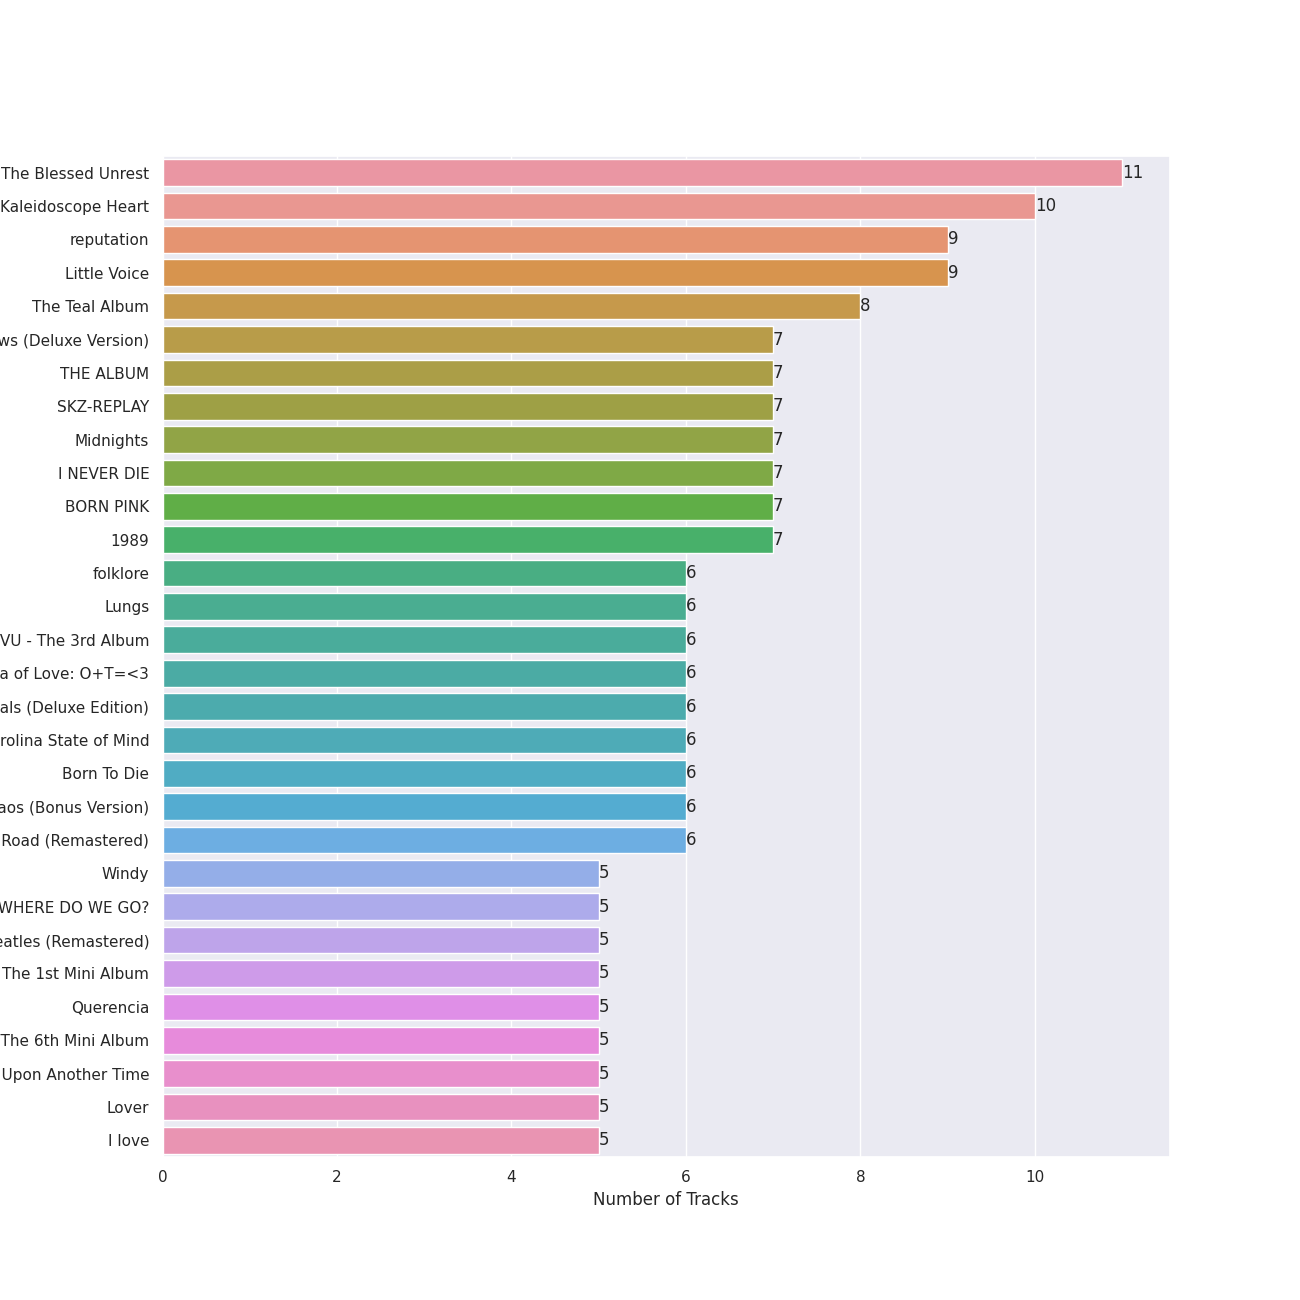 The Blessed Unrest 11
Kaleidoscope Heart 10
reputation 9
Little Voice 9
The Teal Album 8
ws (Deluxe Version) 7
THE ALBUM 7
SKZ-REPLAY 7
Midnights 7
I NEVER DIE 7
BORN PINK 7
1989 7
folklore 6
Lungs 6
VU - The 3rd Album 6
a of Love: O+T=<3 6
als (Deluxe Edition) 6
rolina State of Mind 6
Born To Die 6
aos (Bonus Version) 6
Road (Remastered) 6
Windy 5
WHERE DO WE GO? 5
eatles (Remastered) 5
The 1st Mini Album 5
Querencia 5
The 6th Mini Album 5
Upon Another Time 5
Lover 5
I love 5
0 2 4 6 8 10
Number of Tracks